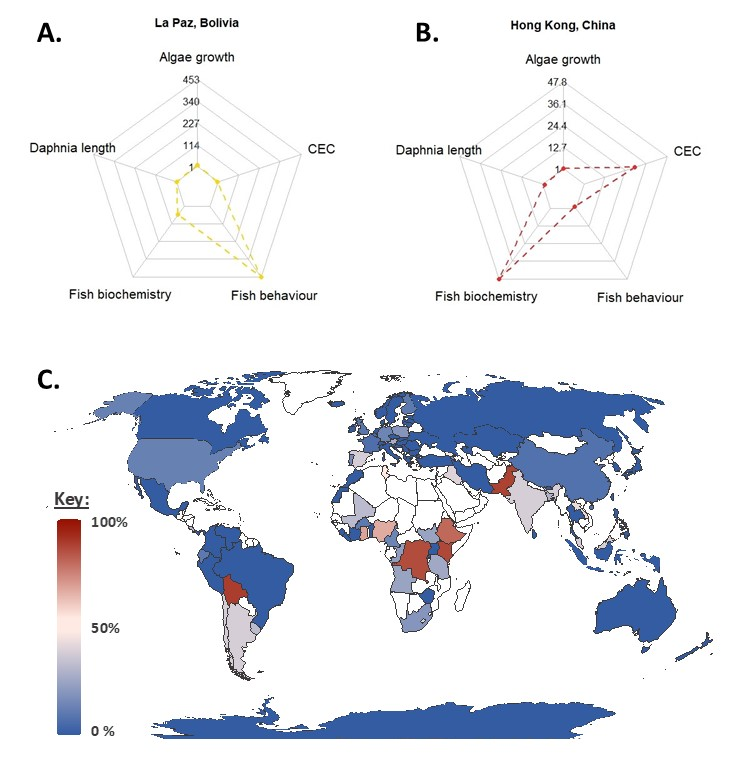 A.
La Paz, Bolivia
Algae growth
453
340
227
114
1
Daphnia length
CEC
Fish biochemistry
Fish behaviour
B.
Hong Kong, China
Algae growth
47.8
36.1
24.4
12.7
1
Daphnia length
CEC
Fish biochemistry
Fish behaviour
C.
Key:
100%
50%
0 %